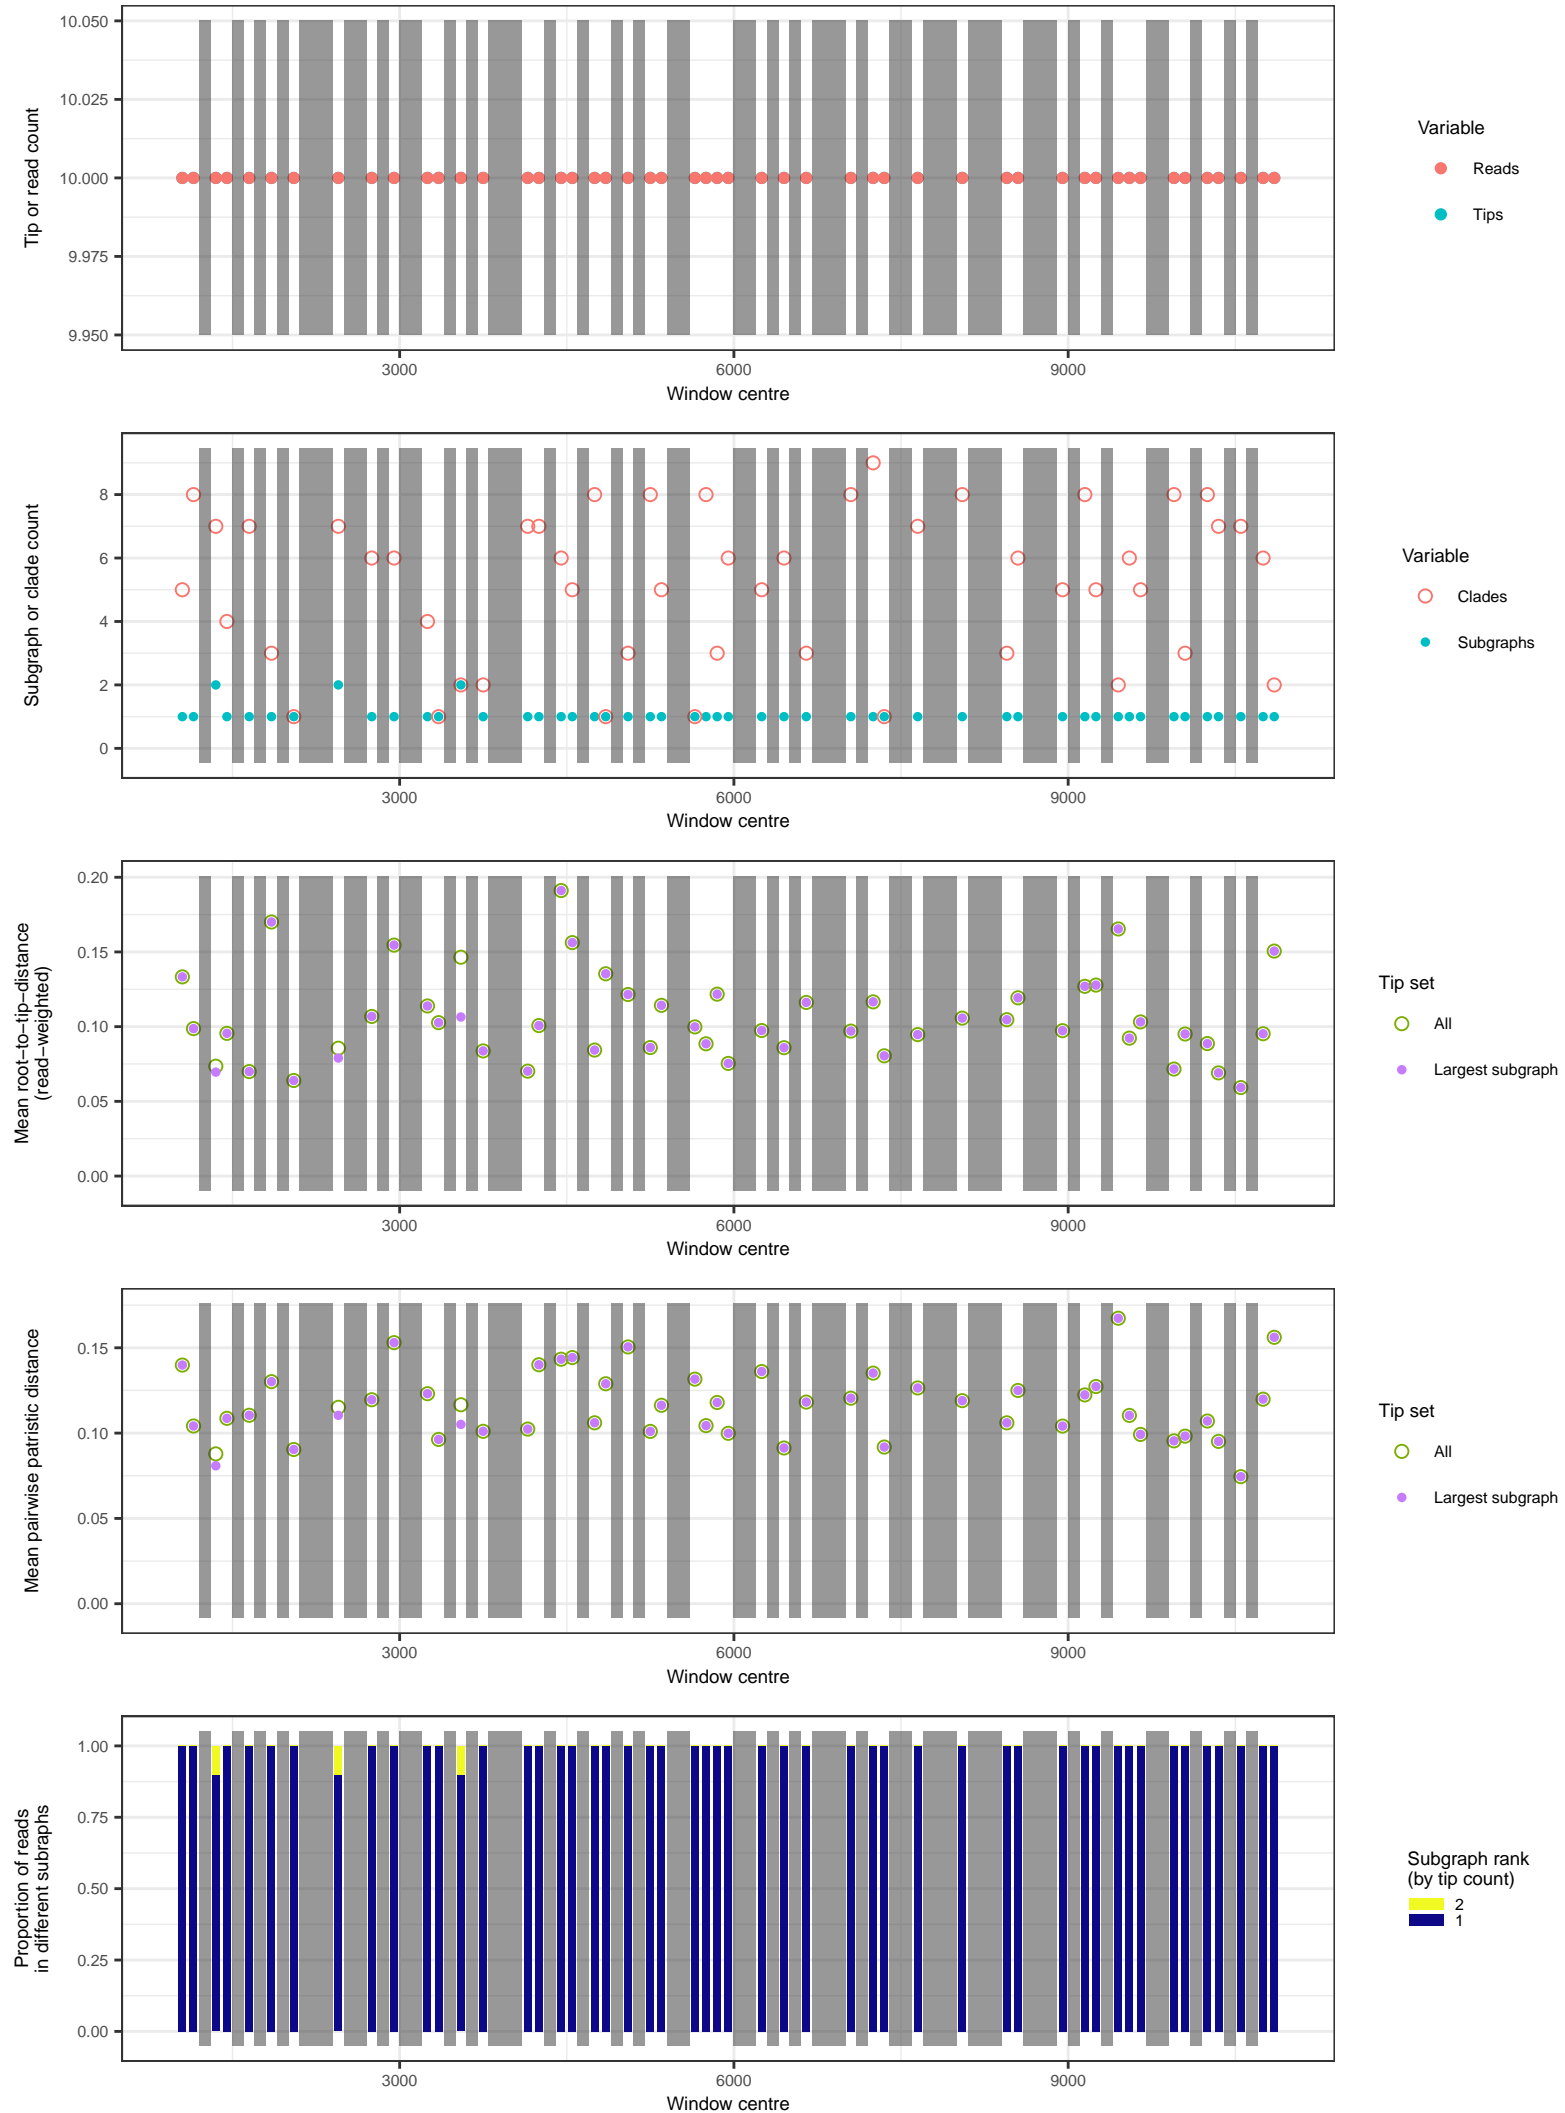 10.050
10.025
10.000
9.975
9.950
Tip or read count
3000 6000 9000
Window centre
Variable
Reads
Tips
8
6
4
2
0
Subgraph or clade count
3000 6000 9000
Window centre
Variable
Clades
Subgraphs
0.20
0.15
0.10
0.05
0.00
Mean root−to−tip−distance
(read−weighted)
3000 6000 9000
Window centre
Tip set
All
Largest subgraph
0.15
0.10
0.05
0.00
Mean pairwise patristic distance
3000 6000 9000
Window centre
Tip set
All
Largest subgraph
1.00
0.75
0.50
0.25
0.00
Proportion of reads
in different subraphs
3000 6000 9000
Window centre
Subgraph rank
(by tip count)
2
1